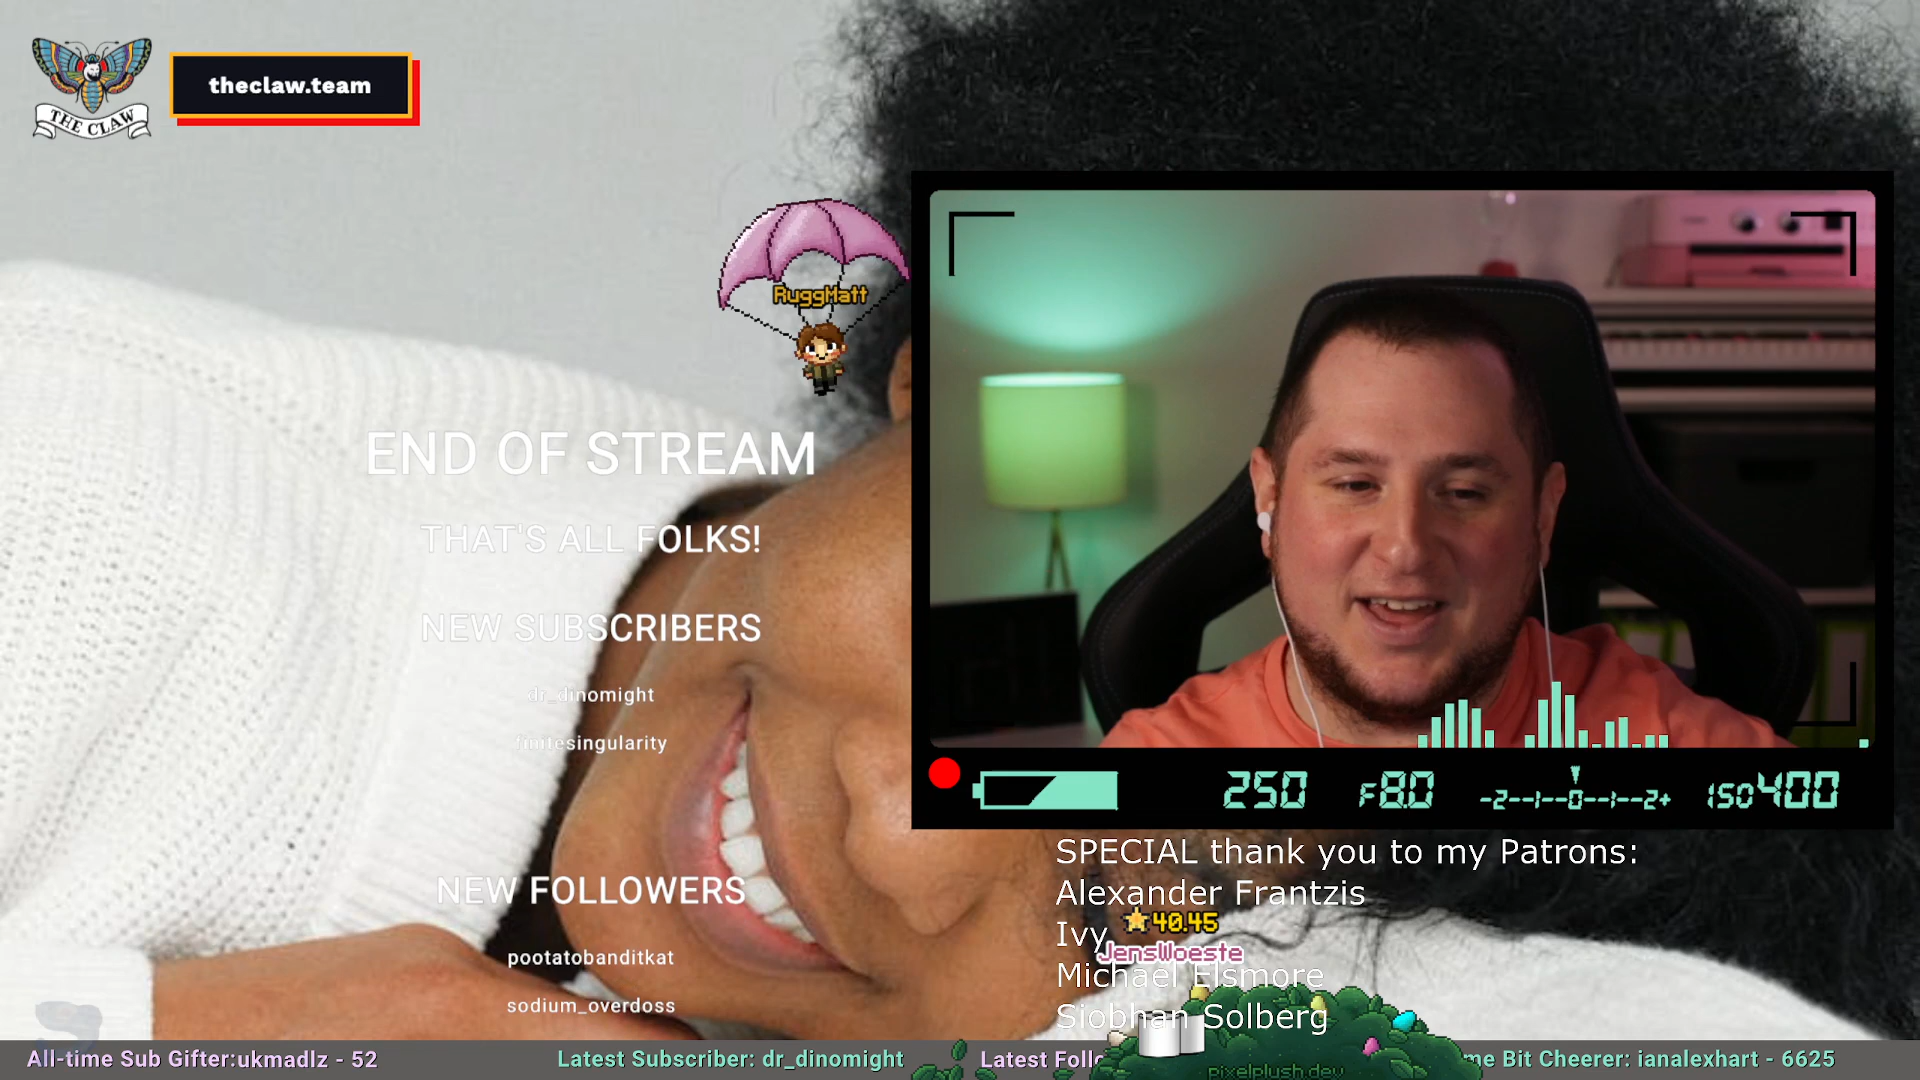 THE CLAW
theclaw.team
RuggMatt
END OF STREAM
THAT'S ALL FOLKS!
NEW SUBSCRIBERS
dr_dinomight
finitesingularity
NEW FOLLOWERS
pootatobanditkat
sodium_overdoss
250 F8.0 -2--1--0--1--2+ ISO400
SPECIAL thank you to my Patrons:
Alexander Frantzis
40.45
Ivy
JensWoeste
Michael Elsmore
Siobhan Solberg
All-time Sub Gifter:ukmadlz - 52
Latest Subscriber: dr_dinomight
Latest Follo
me Bit Cheerer: ianalexhart - 6625
pixelplush.dev